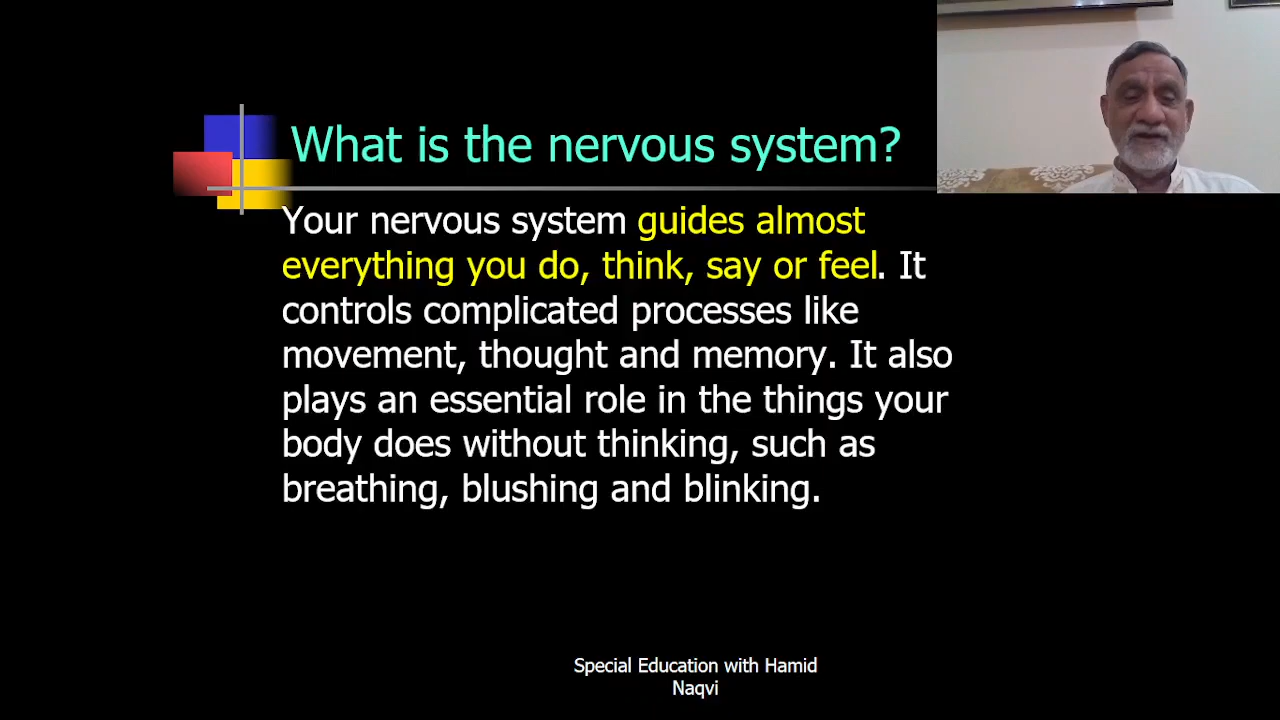 What is the nervous system?
Your nervous system guides almost
everything you do, think, say or feel. It
controls complicated processes like
movement, thought and memory. It also
plays an essential role in the things your
body does without thinking, such as
breathing, blushing and blinking.
Special Education with Hamid
Naqvi